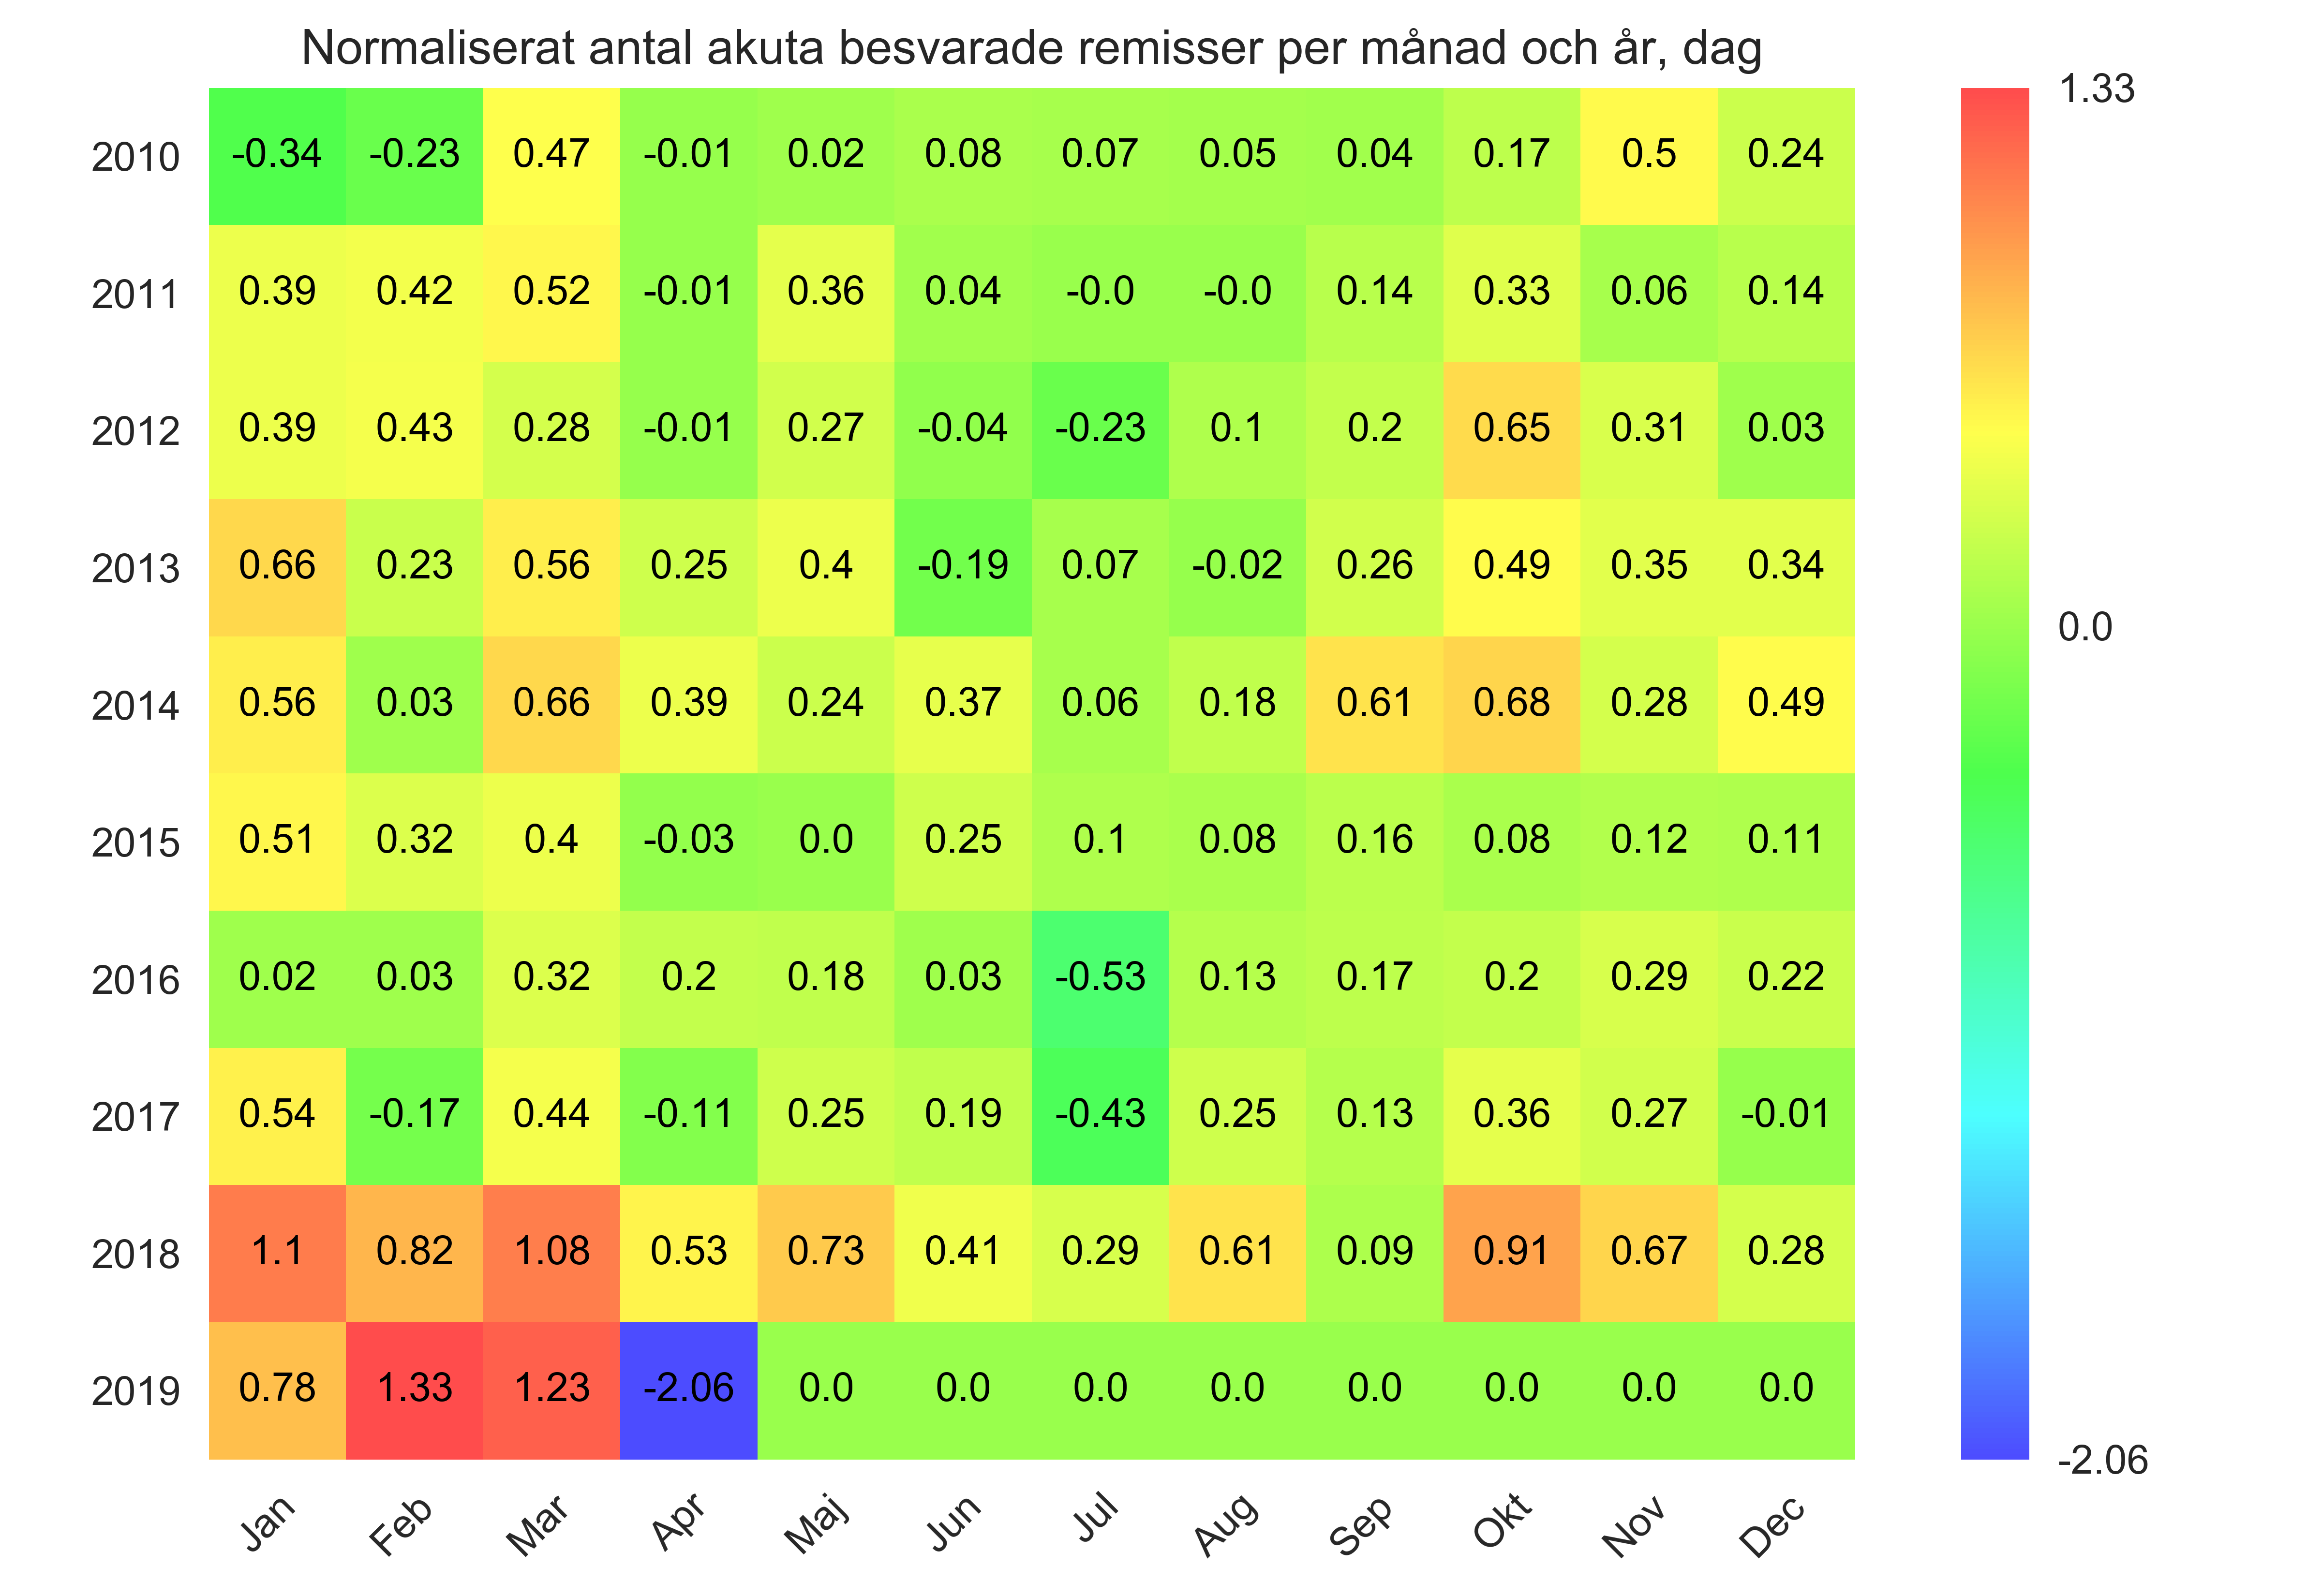 Normaliserat antal akuta besvarade remisser per månad och år, dag
1.33
2010 -0.34 -0.23 0.47 -0.01 0.02 0.08 0.07 0.05 0.04 0.17 0.5 0.24
2011 0.39 0.42 0.52 -0.01 0.36 0.04 -0.0 -0.0 0.14 0.33 0.06 0.14
2012 0.39 0.43 0.28 -0.01 0.27 -0.04 -0.23 0.1 0.2 0.65 0.31 0.03
2013 0.66 0.23 0.56 0.25 0.4 -0.19 0.07 -0.02 0.26 0.49 0.35 0.34
0.0
2014 0.56 0.03 0.66 0.39 0.24 0.37 0.06 0.18 0.61 0.68 0.28 0.49
2015 0.51 0.32 0.4 -0.03 0.0 0.25 0.1 0.08 0.16 0.08 0.12 0.11
2016 0.02 0.03 0.32 0.2 0.18 0.03 -0.53 0.13 0.17 0.2 0.29 0.22
2017 0.54 -0.17 0.44 -0.11 0.25 0.19 -0.43 0.25 0.13 0.36 0.27 -0.01
2018 1.1 0.82 1.08 0.53 0.73 0.41 0.29 0.61 0.09 0.91 0.67 0.28
2019 0.78 1.33 1.23 -2.06 0.0 0.0 0.0 0.0 0.0 0.0 0.0 0.0
-2.06
Jan Feb Mar Apr Maj Jun Jul Aug Sep Okt Nov Dec